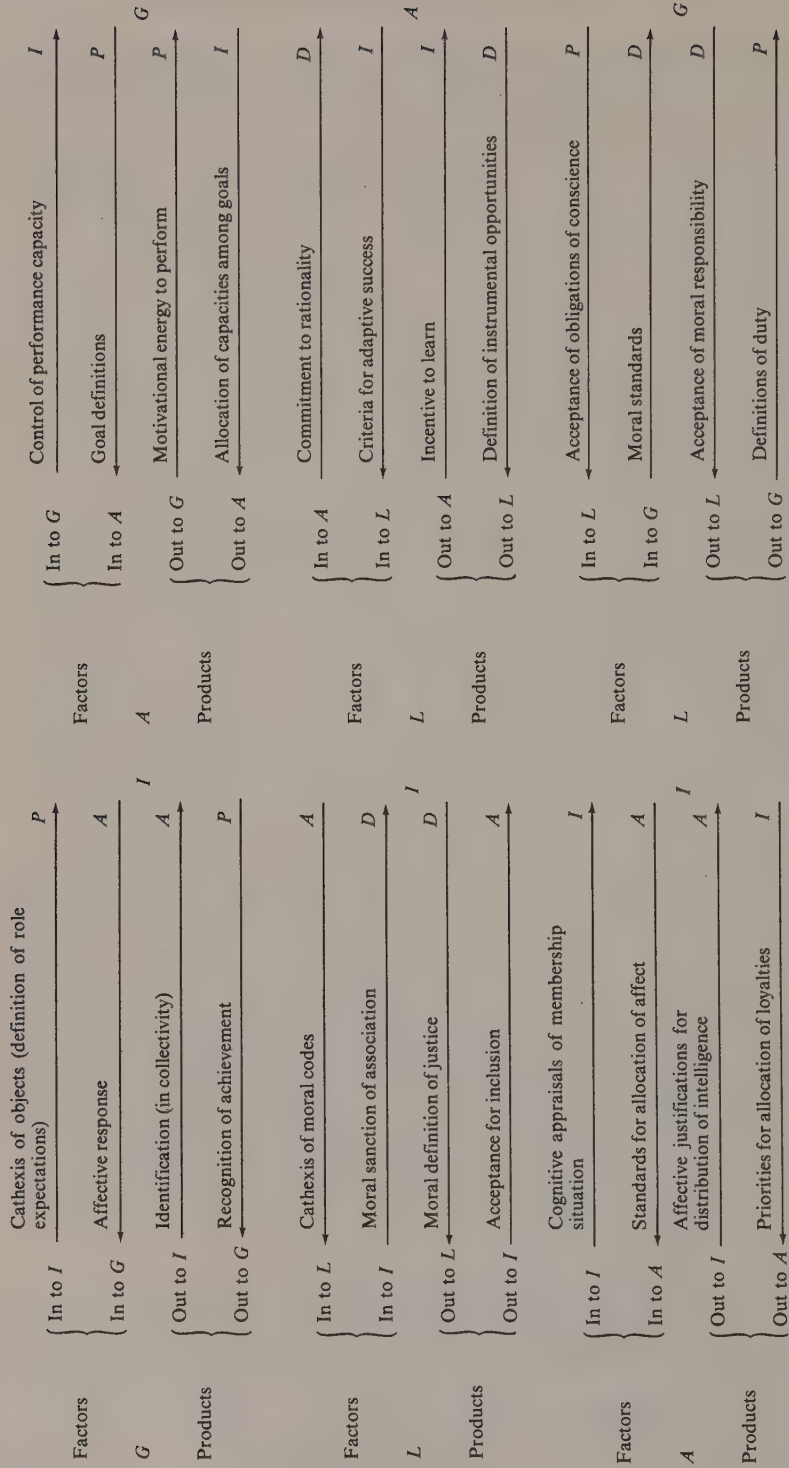 Cathexis of objects (definition of role
expectations)
In to I P
Factors
Affective response
In to G A
G I
Identification (in collectivity)
Out to I A
Products
Recognition of achievement
Out to G P
Cathexis of moral codes
In to L A
Factors
Moral sanction of association
In to I D
L I
Moral definition of justice
Out to L D
Products
Acceptance for inclusion
Out to I A
Cognitive appraisals of membership
situation
In to I I
Factors
Standards for allocation of affect
In to A A
A I
Affective justifications for
distribution of intelligence
Out to I A
Products
Priorities for allocation of loyalties
Out to A I
Control of performance capacity
In to G I
Factors
Goal definitions
In to A P
A G
Motivational energy to perform
Out to G P
Products
Allocation of capacities among goals
Out to A I
Commitment to rationality
In to A D
Factors
Criteria for adaptive success
In to L I
L A
Incentive to learn
Out to A I
Products
Definition of instrumental opportunities
Out to L D
Acceptance of obligations of conscience
In to L P
Factors
Moral standards
In to G D
L G
Acceptance of moral responsibility
Out to L D
Products
Definitions of duty
Out to G P